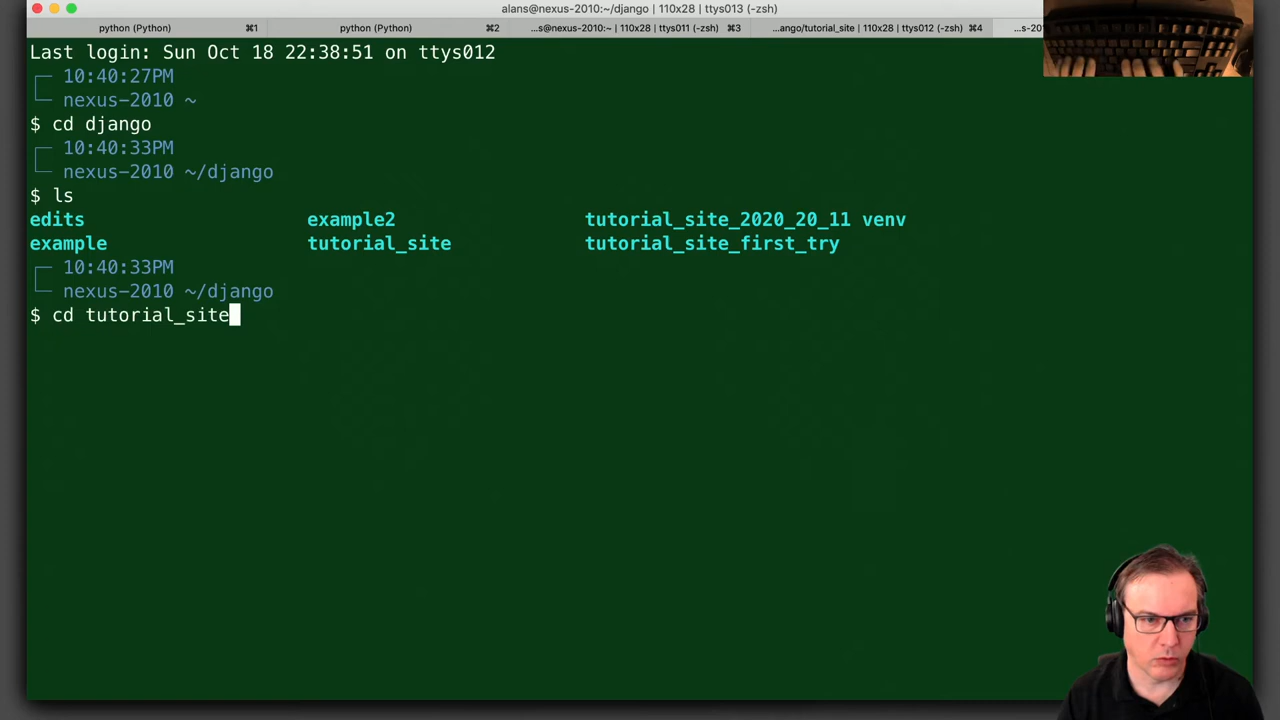 alans@nexus-2010:~/django | 110x28 | ttys013 (-zsh)
python (Python) ⌘1 python (Python) ⌘2 ...s@nexus-2010:~ | 110x28 | ttys011 (-zsh) ⌘3 ...ango/tutorial_site | 110x28 | ttys012 (-zsh) ⌘4 ...s-20
Last login: Sun Oct 18 22:38:51 on ttys012
10:40:27PM
nexus-2010 ~
$ cd django
10:40:33PM
nexus-2010 ~/django
$ ls
edits example2 tutorial_site_2020_20_11 venv
example tutorial_site tutorial_site_first_try
10:40:33PM
nexus-2010 ~/django
$ cd tutorial_site